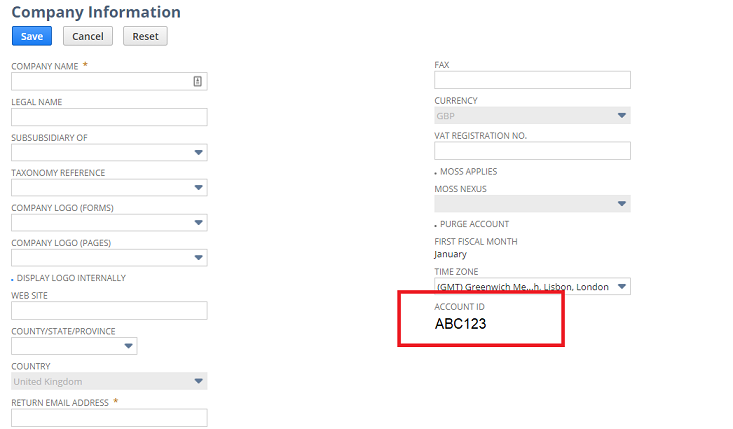 Company Information
Save
Cancel
Reset
COMPANY NAME *
LEGAL NAME
SUBSUBSIDIARY OF
TAXONOMY REFERENCE
COMPANY LOGO (FORMS)
COMPANY LOGO (PAGES)
DISPLAY LOGO INTERNALLY
WEB SITE
COUNTY/STATE/PROVINCE
COUNTRY
United Kingdom
RETURN EMAIL ADDRESS *
FAX
CURRENCY
GBP
VAT REGISTRATION NO.
MOSS APPLIES
MOSS NEXUS
PURGE ACCOUNT
FIRST FISCAL MONTH
January
TIME ZONE
(GMT) Greenwich Me...h, Lisbon, London
ACCOUNT ID
ABC123